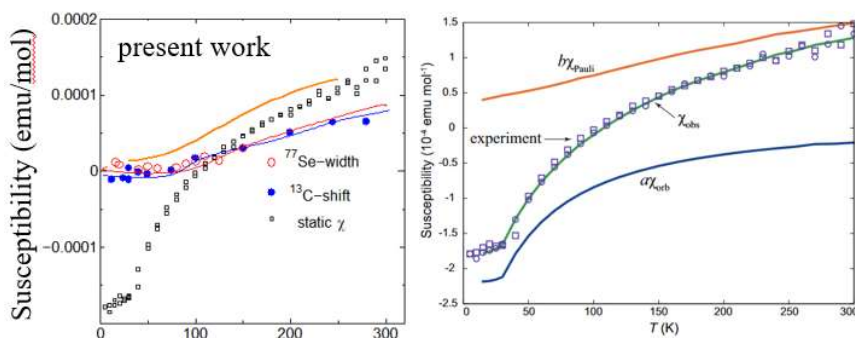 0.0002
0.0001
0
−0.0001
Susceptibility (emu/mol)
present work
77Se-width
13C-shift
static χ
0 100 200 300
1.5
1
0.5
0
-0.5
-1
-1.5
-2
-2.5
Susceptibility (10-4 emu mol-1)
bχPauli
χobs
experiment
aχorb
0 50 100 150 200 250 300
T (K)